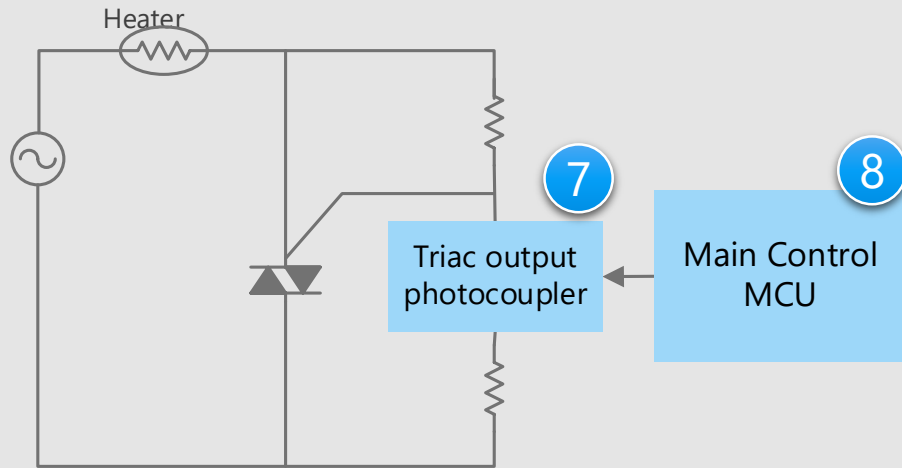 Heater
7
8
Triac output
photocoupler
Main Control
MCU